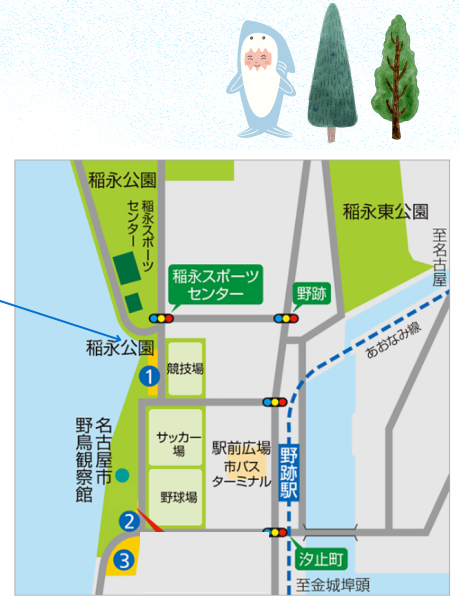 稲永公園
稲永スポーツ
センター
稲永東公園
至名古屋
稲永スポーツ
センター
野跡
あおなみ線
稲永公園
1
競技場
名古屋市
野鳥観察館
サッカー
場
駅前広場
市バス
ターミナル
野跡駅
野球場
2
3
汐止町
至金城埠頭